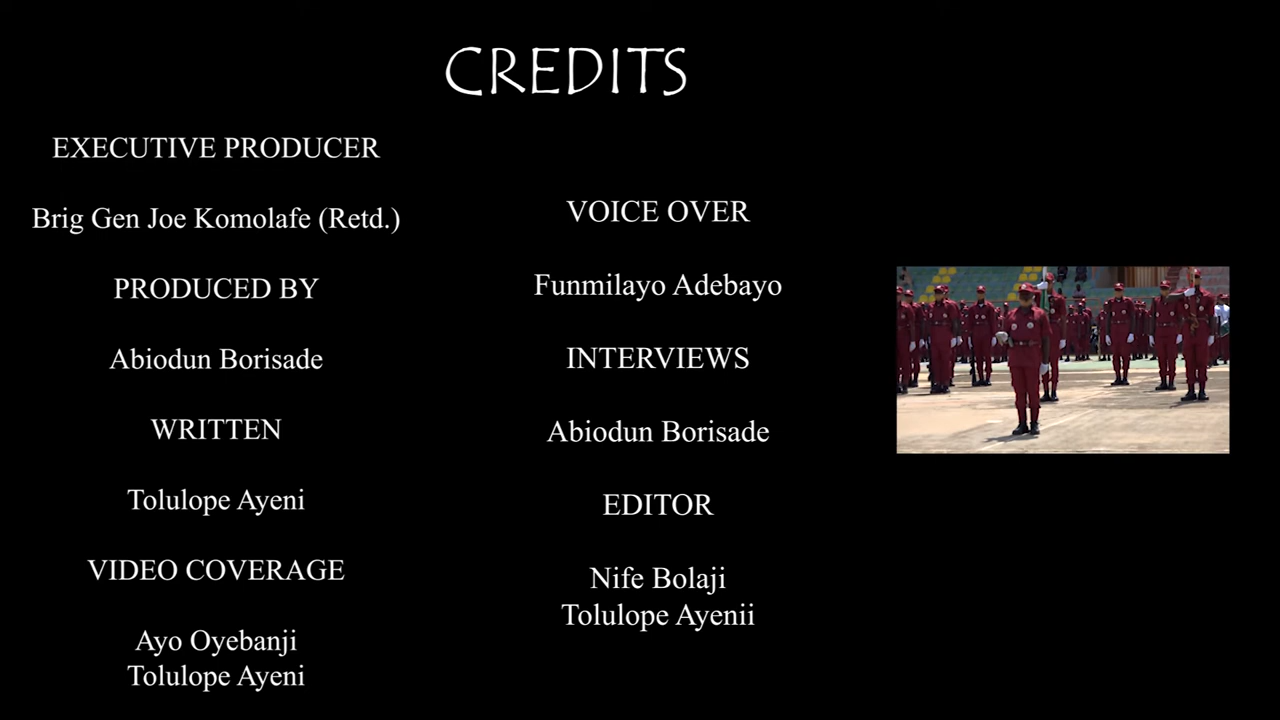 CREDITS
EXECUTIVE PRODUCER
Brig Gen Joe Komolafe (Retd.)
PRODUCED BY
Abiodun Borisade
WRITTEN
Tolulope Ayeni
VIDEO COVERAGE
Ayo Oyebanji
Tolulope Ayeni
VOICE OVER
Funmilayo Adebayo
INTERVIEWS
Abiodun Borisade
EDITOR
Nife Bolaji
Tolulope Ayenii